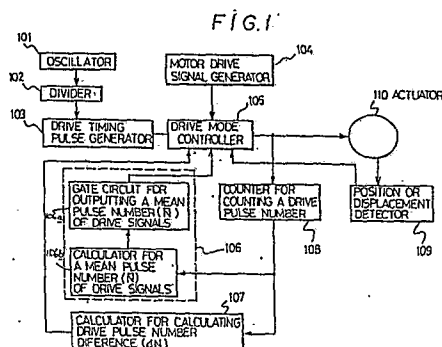 FIG.1
101
OSCILLATOR
102
DIVIDER
103
DRIVE TIMING
PULSE GENERATOR
MOTOR DRIVE
SIGNAL GENERATOR
104
105
DRIVE MODE
CONTROLLER
110 ACTUATOR
GATE CIRCUIT FOR
OUTPUTTING A MEAN
PULSE NUMBER (N̄)
OF DRIVE SIGNALS
CALCULATOR FOR
A MEAN PULSE
NUMBER (N̄)
OF DRIVE SIGNALS
106
COUNTER FOR
COUNTING A DRIVE
PULSE NUMBER
108
POSITION OR
DISPLACEMENT
DETECTOR
109
107
CALCULATOR FOR CALCULATING
DRIVE PULSE NUMBER
DIFERENCE (ΔN)